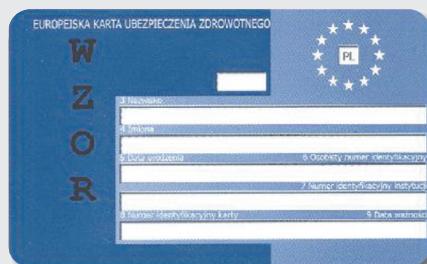 EUROPEJSKA KARTA UBEZPIECZENIA ZDROWOTNEGO
PL
WZOR
3 Nazwisko
4 Imiona
5 Data urodzenia 6 Osobisty numer identyfikacyjny
7 Numer identyfikacyjny instytucji
8 Numer identyfikacyjny karty 9 Data ważności